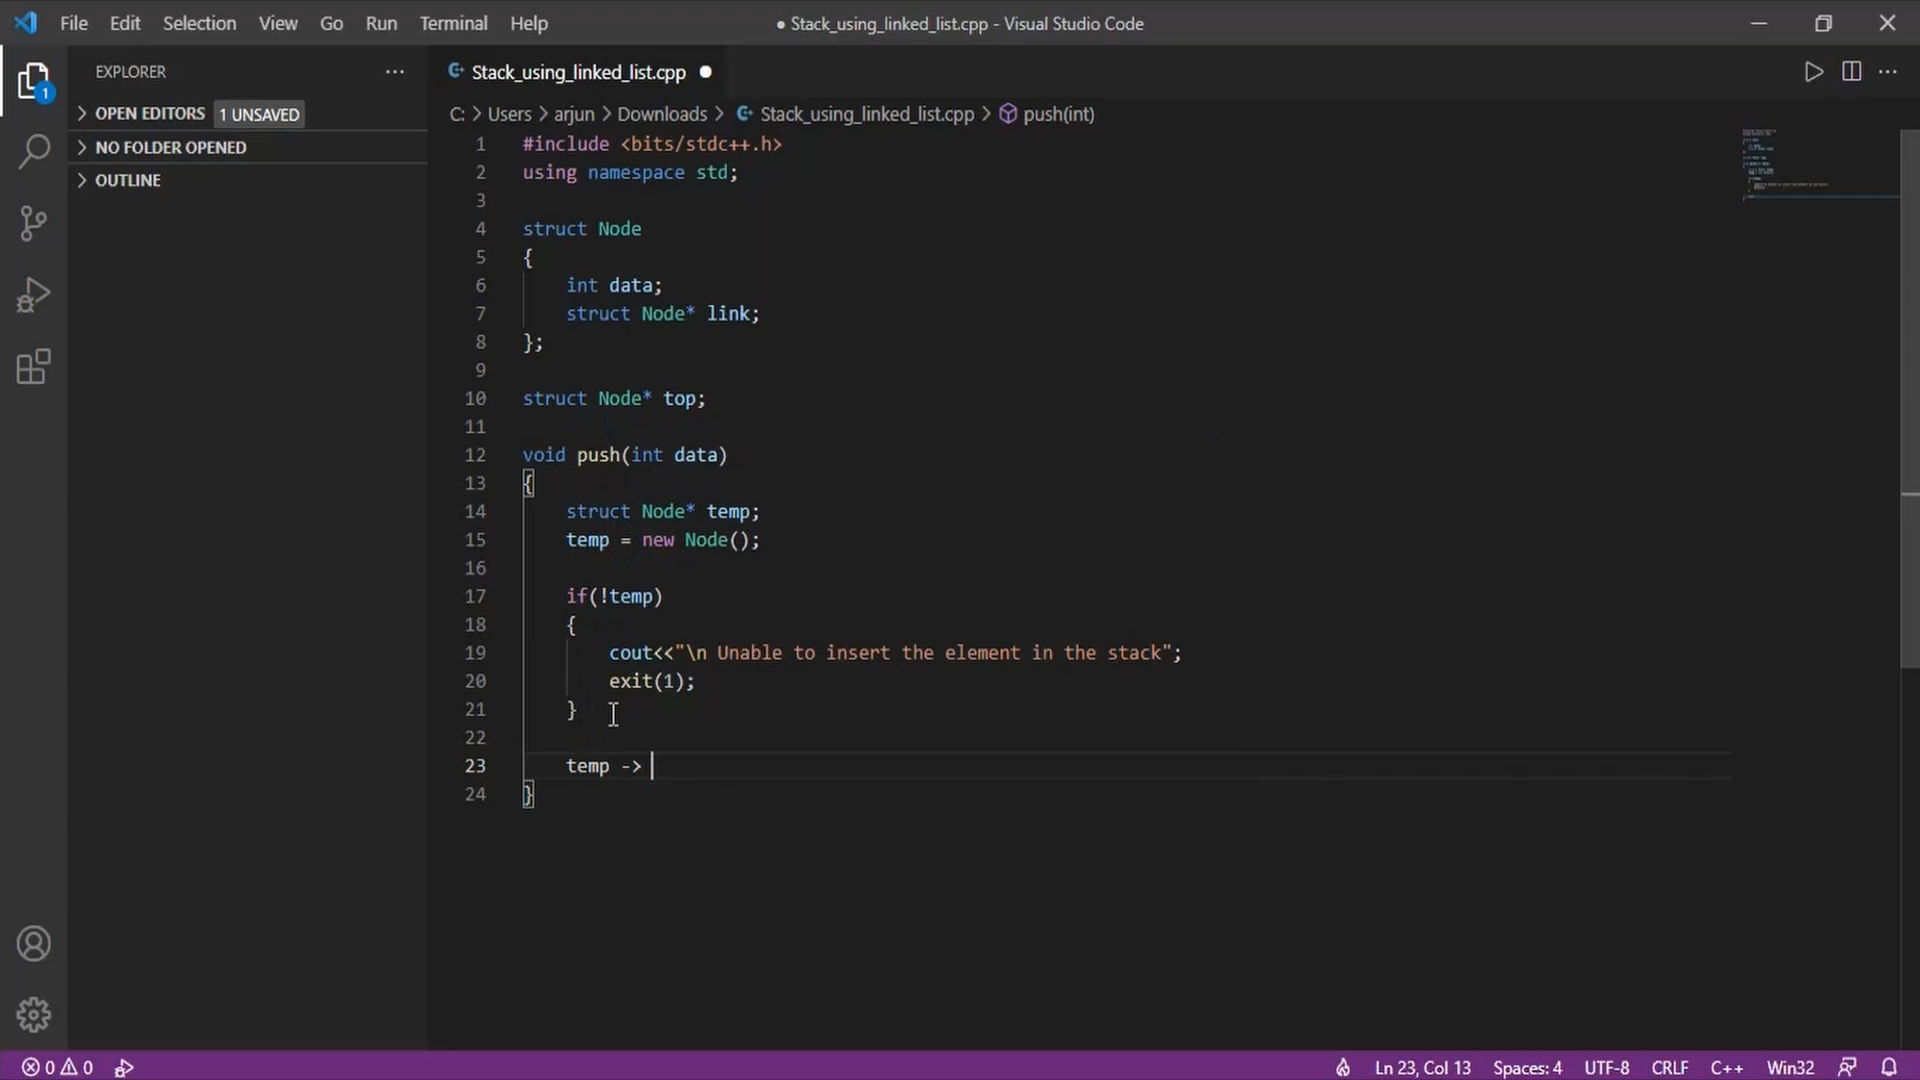 File Edit Selection View Go Run Terminal Help
● Stack_using_linked_list.cpp - Visual Studio Code
EXPLORER
OPEN EDITORS 1 UNSAVED
NO FOLDER OPENED
OUTLINE
1
Stack_using_linked_list.cpp
C: > Users > arjun > Downloads > Stack_using_linked_list.cpp > push(int)
1 #include <bits/stdc++.h>
2 using namespace std;
3
4 struct Node
5 {
6 int data;
7 struct Node* link;
8 };
9
10 struct Node* top;
11
12 void push(int data)
13 {
14 struct Node* temp;
15 temp = new Node();
16
17 if(!temp)
18 {
19 cout<<"\n Unable to insert the element in the stack";
20 exit(1);
21 }
22
23 temp ->
24 }
0 0
Ln 23, Col 13 Spaces: 4 UTF-8 CRLF C++ Win32